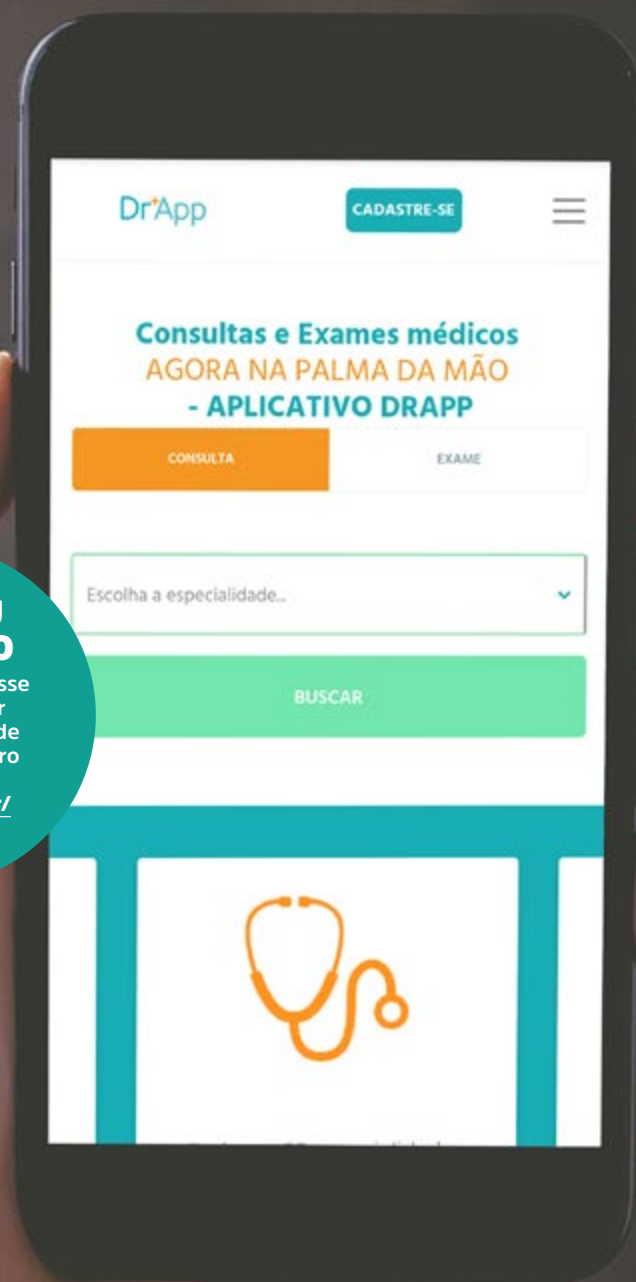 Dr App
CADASTRE-SE
Consultas e Exames médicos
AGORA NA PALMA DA MÃO
- APLICATIVO DRAPP
CONSULTA
EXAME
Escolha a especialidade...
BUSCAR